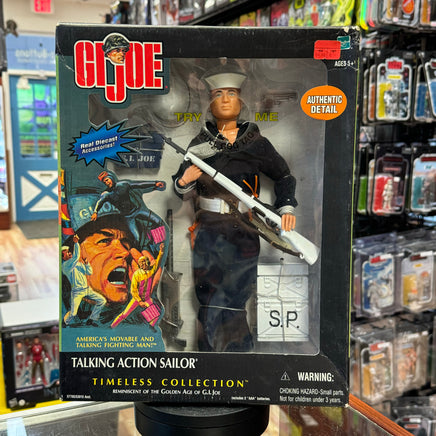 GI JOE
AGES 5+
TRY ME
AUTHENTIC
DETAIL
Real Diecast
Accessories!
G.I. JOE
S.P.
AMERICA'S MOVABLE AND
TALKING FIGHTING MAN!™
TALKING ACTION SAILOR
TIMELESS COLLECTION™
REMINISCENT OF THE GOLDEN AGE OF G.I. JOE
WARNING:
CHOKING HAZARD-Small parts.
Not for children under 3 years.